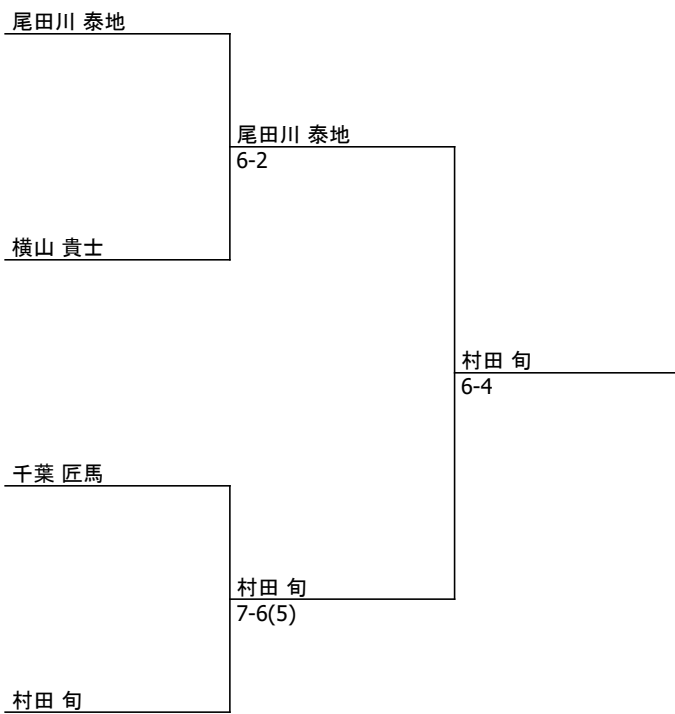 尾田川 泰地
尾田川 泰地
6-2
横山 貴士
村田 旬
6-4
千葉 匠馬
村田 旬
7-6(5)
村田 旬